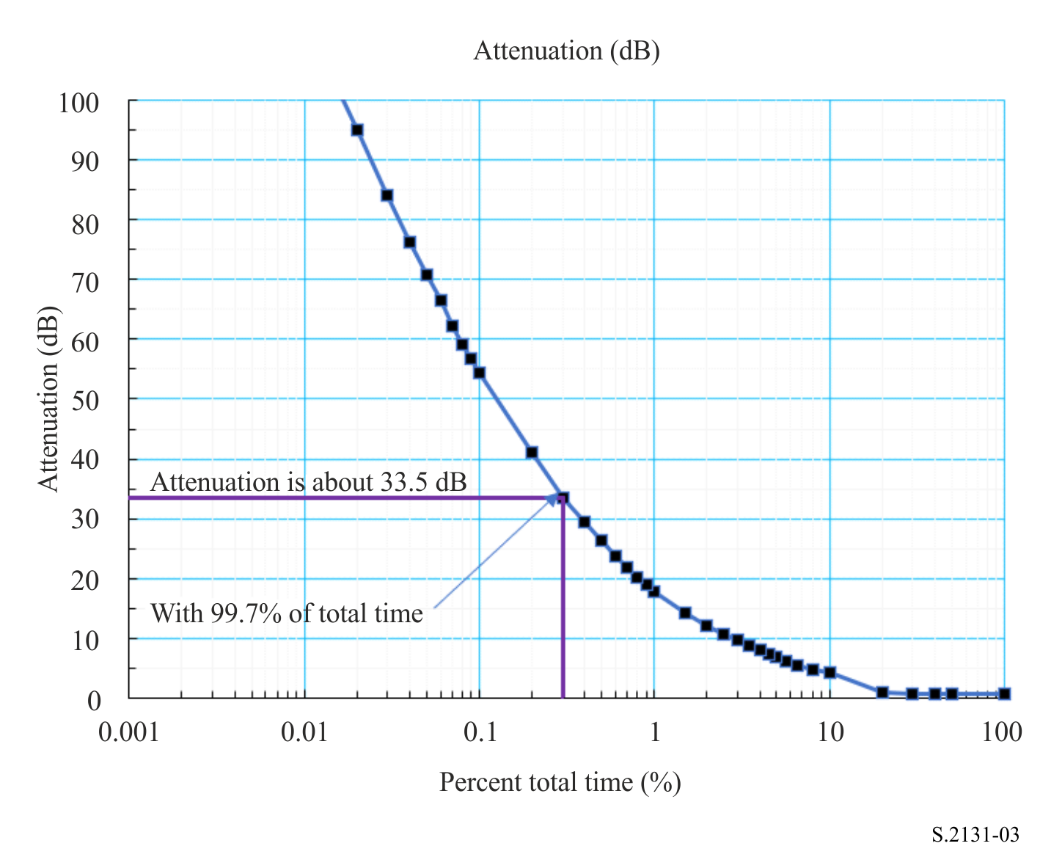 Attenuation (dB)
100
90
80
70
60
50
40
30
20
10
0
Attenuation (dB)
Attenuation is about 33.5 dB
With 99.7% of total time
0.001 0.01 0.1 1 10 100
Percent total time (%)
S.2131-03